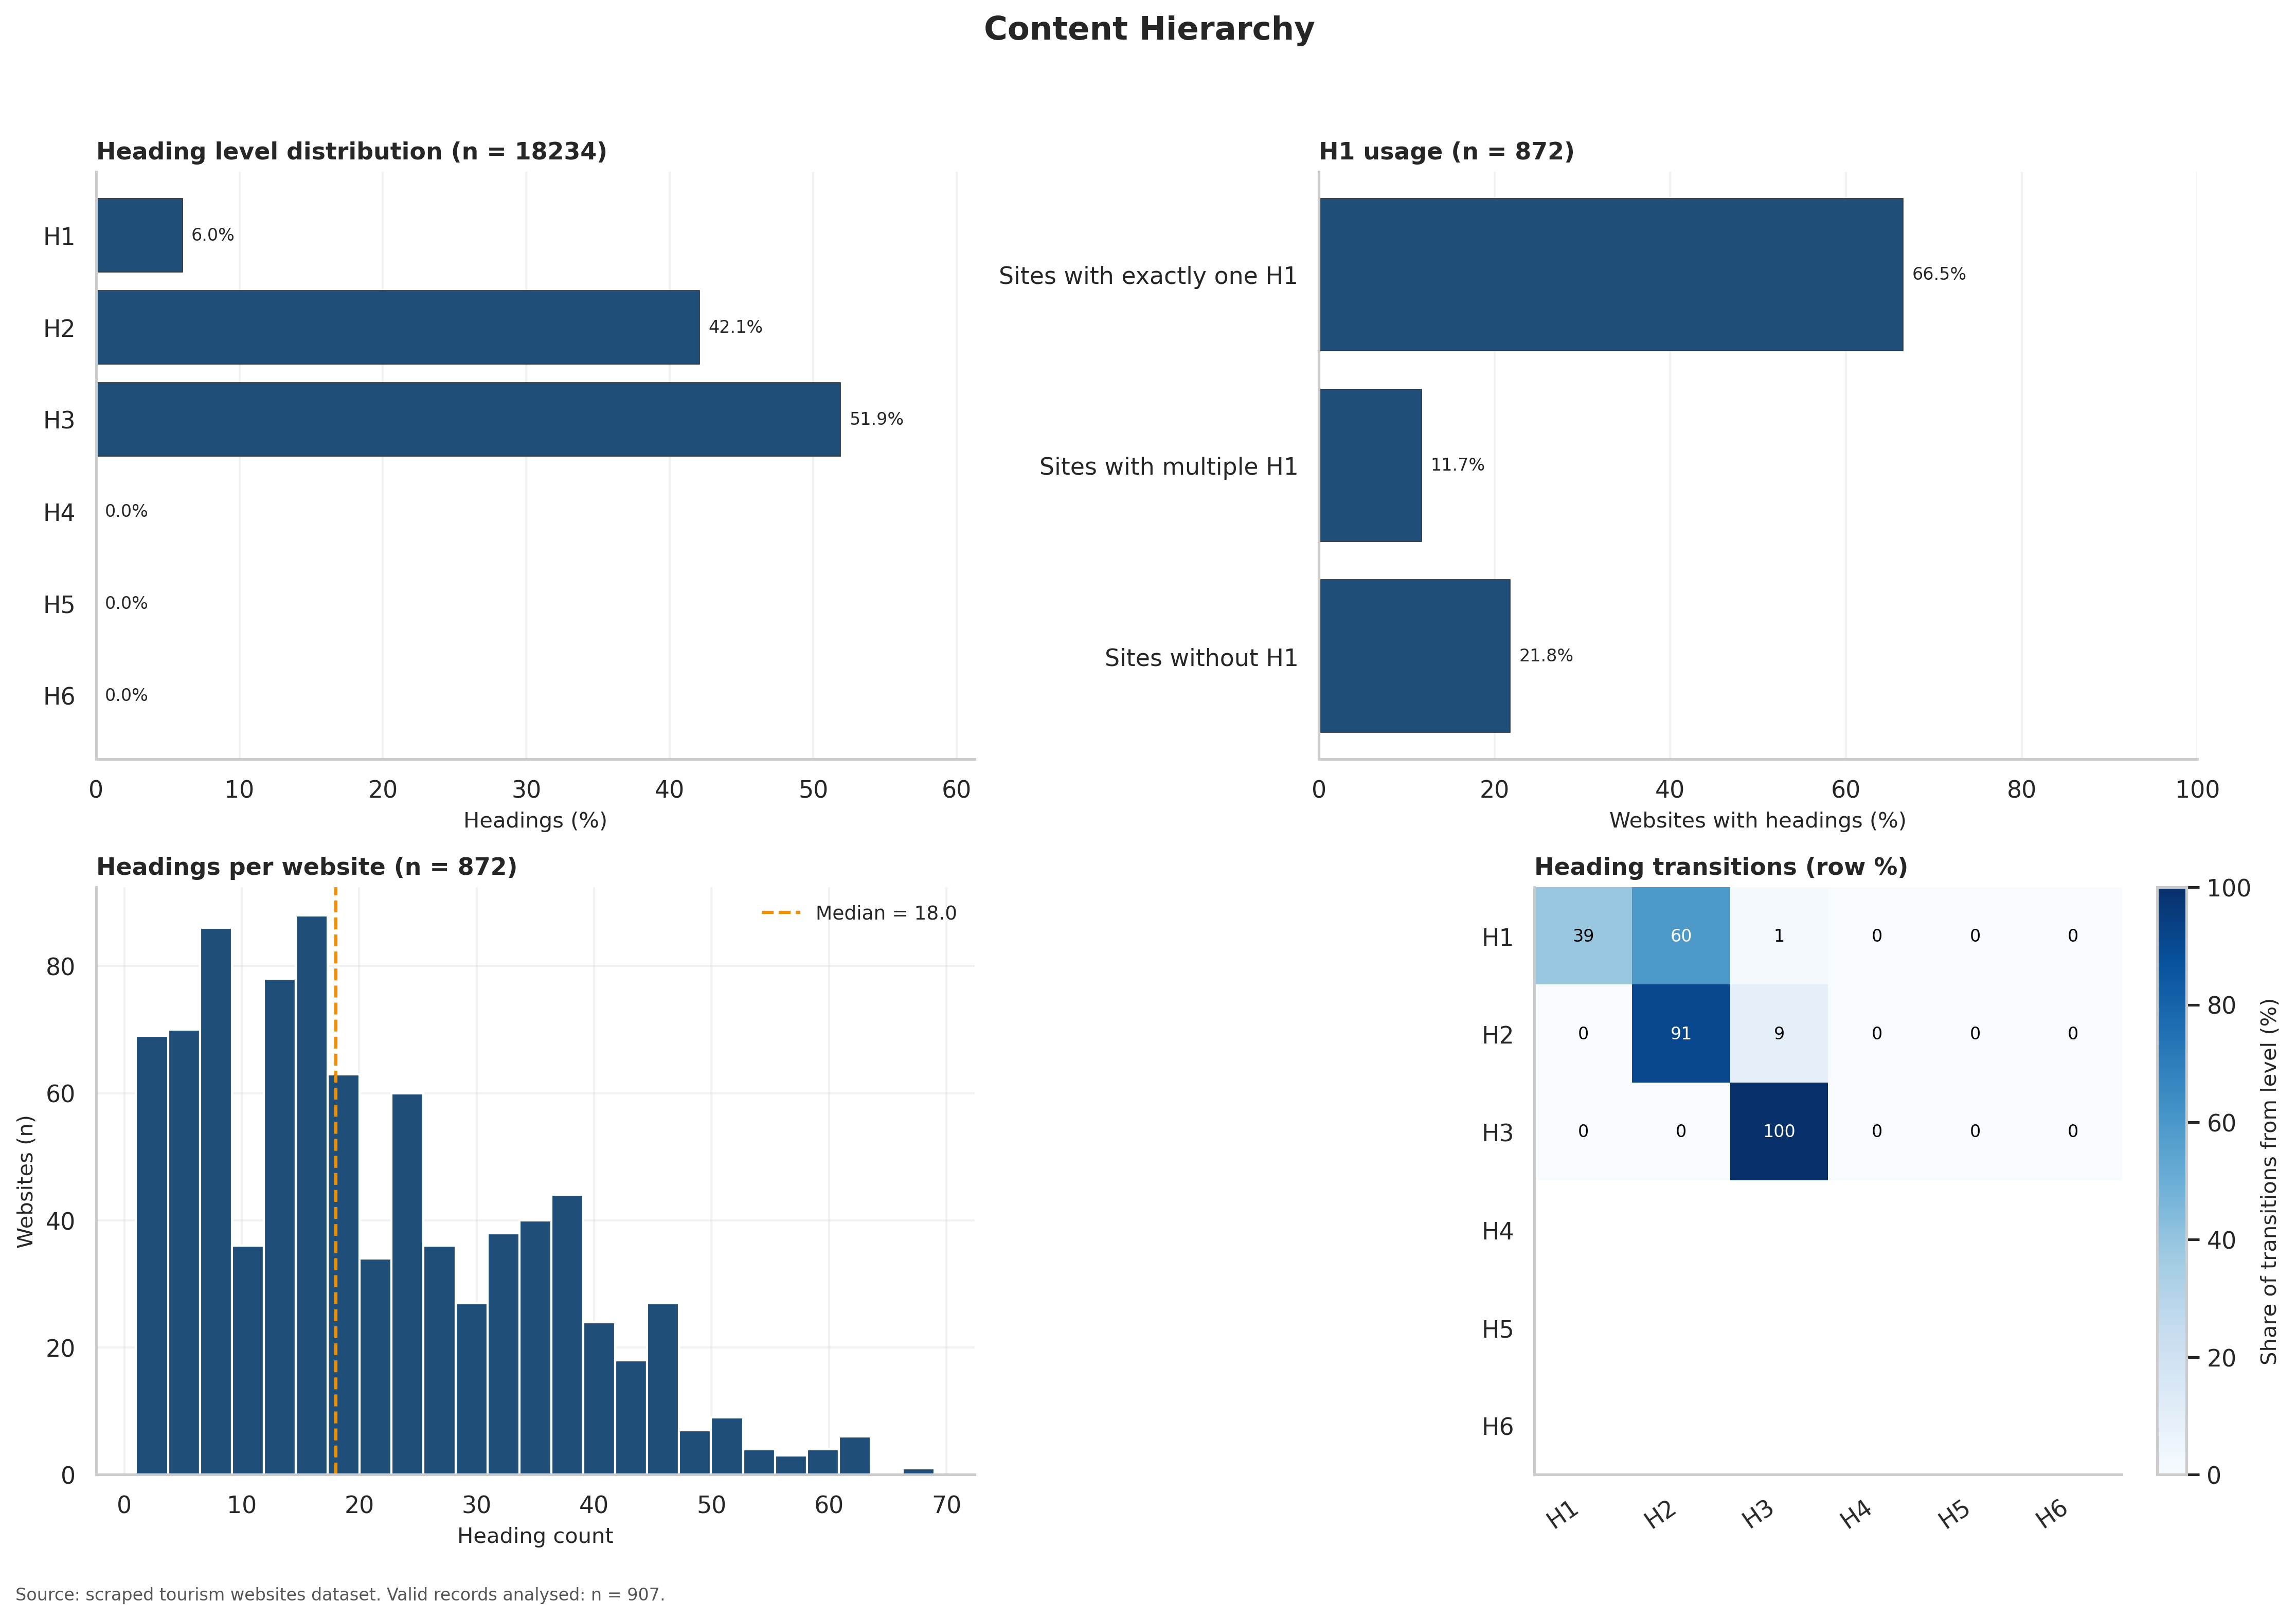 Content Hierarchy
Heading level distribution (n = 18234)
H1
6.0%
H2
42.1%
H3
51.9%
H4
0.0%
H5
0.0%
H6
0.0%
0 10 20 30 40 50 60
Headings (%)
H1 usage (n = 872)
Sites with exactly one H1
66.5%
Sites with multiple H1
11.7%
Sites without H1
21.8%
0 20 40 60 80 100
Websites with headings (%)
Headings per website (n = 872)
Median = 18.0
Websites (n)
80
60
40
20
0
0 10 20 30 40 50 60 70
Heading count
Heading transitions (row %)
H1 39 60 1 0 0 0
H2 0 91 9 0 0 0
H3 0 0 100 0 0 0
H4
H5
H6
H1 H2 H3 H4 H5 H6
100
80
60
40
20
0
Share of transitions from level (%)
Source: scraped tourism websites dataset. Valid records analysed: n = 907.